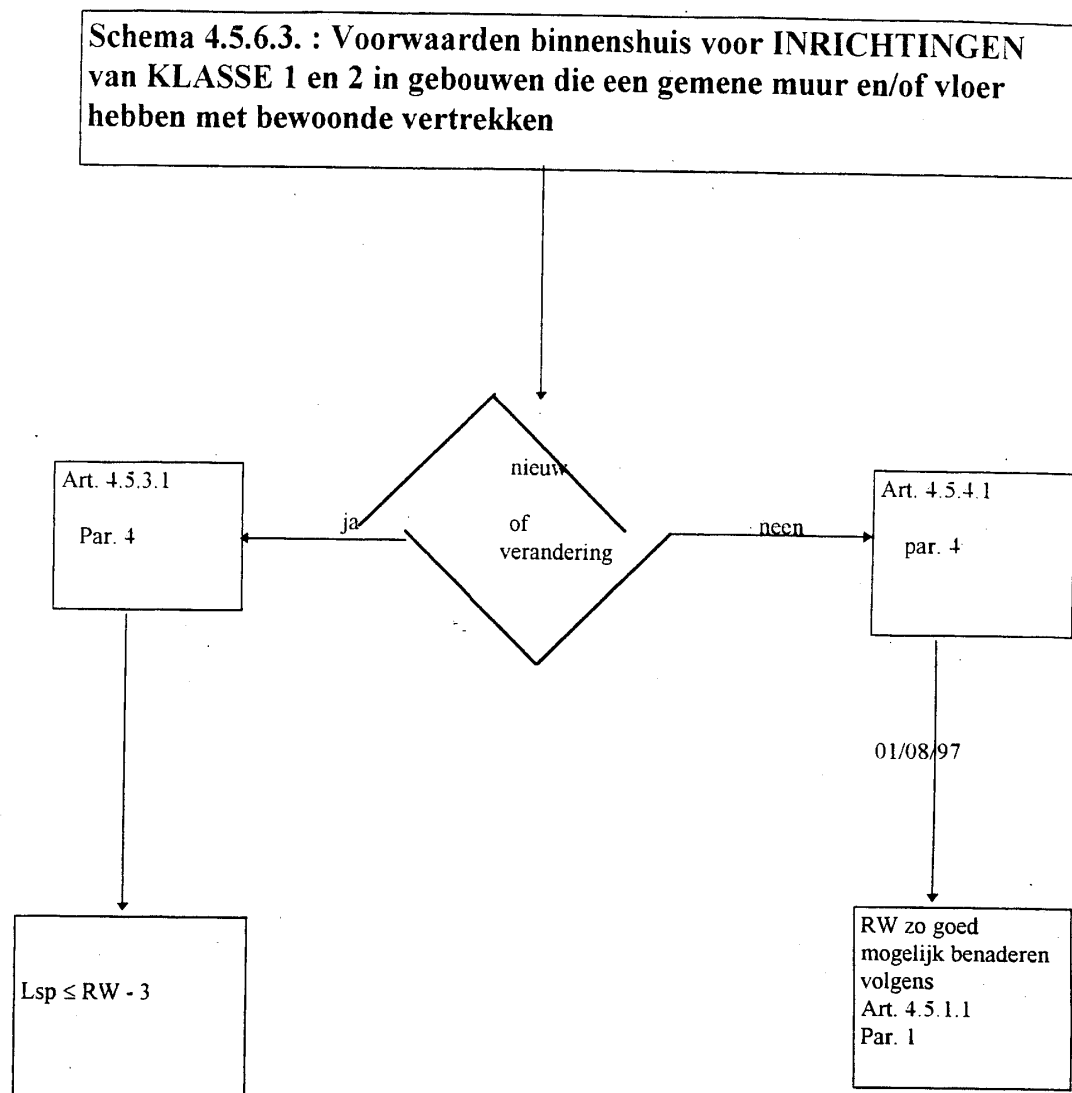 Schema 4.5.6.3. : Voorwaarden binnenshuis voor INRICHTINGEN
van KLASSE 1 en 2 in gebouwen die een gemene muur en/of vloer
hebben met bewoonde vertrekken
nieuw
of
verandering
ja
neen
Art. 4.5.3.1
Par. 4
Art. 4.5.4.1
par. 4
01/08/97
Lsp ≤ RW - 3
RW zo goed
mogelijk benaderen
volgens
Art. 4.5.1.1
Par. 1